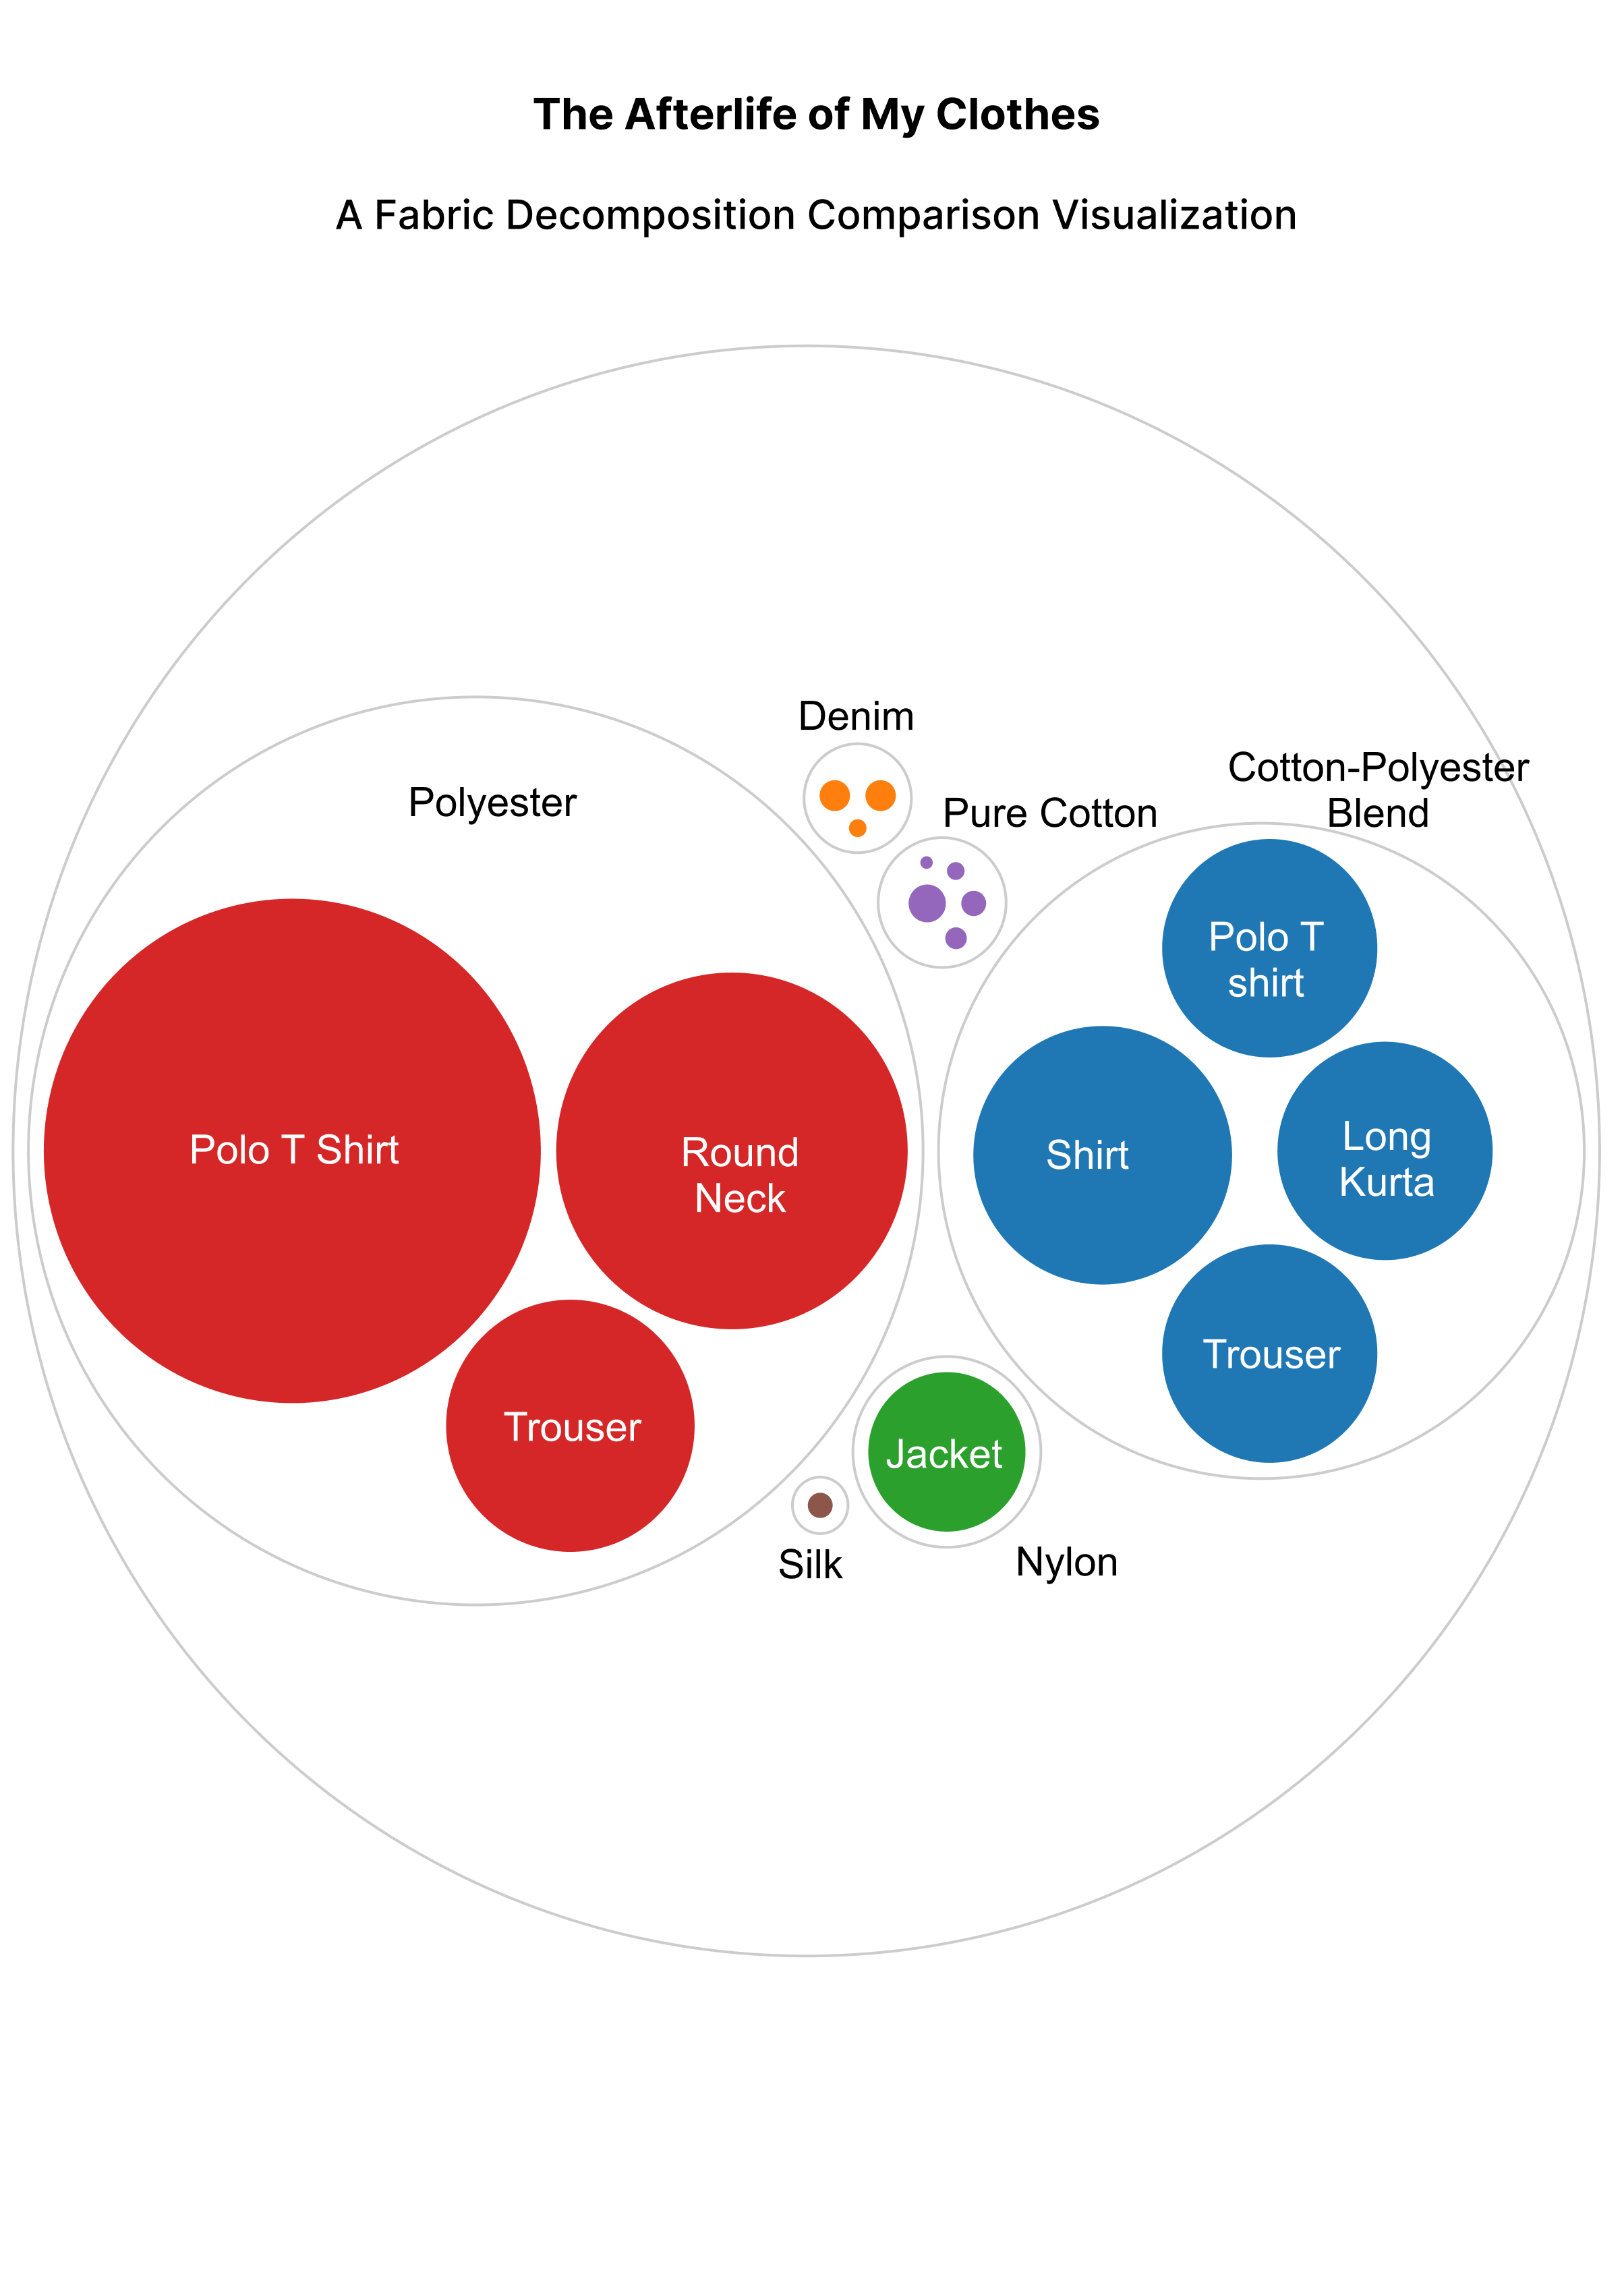 The Afterlife of My Clothes
A Fabric Decomposition Comparison Visualization
Denim
Cotton-Polyester
Blend
Polyester
Pure Cotton
Polo T
shirt
Polo T Shirt
Round
Neck
Shirt
Long
Kurta
Trouser
Trouser
Jacket
Silk
Nylon